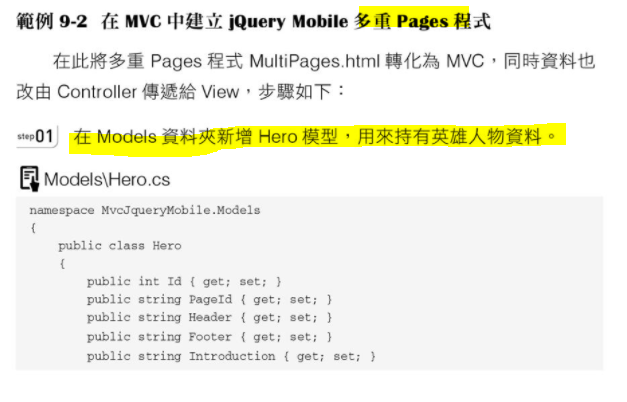 範例 9-2 在 MVC 中建立 jQuery Mobile 多重 Pages 程式
在此將多重 Pages 程式 MultiPages.html 轉化為 MVC，同時資料也
改由 Controller 傳遞給 View，步驟如下：
step01 在 Models 資料夾新增 Hero 模型，用來持有英雄人物資料。
Models\Hero.cs
namespace MvcJqueryMobile.Models
{
    public class Hero
    {
        public int Id { get; set; }
        public string PageId { get; set; }
        public string Header { get; set; }
        public string Footer { get; set; }
        public string Introduction { get; set; }